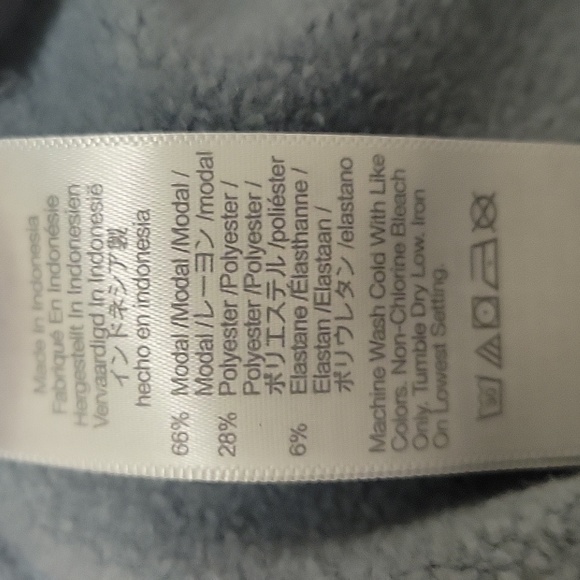 Made In Indonesia
Fabriqué En Indonésie
Hergestellt In Indonesien
Vervaardigd In Indonesië
インドネシア製
hecho en indonesia
66% Modal /Modal /Modal /
Modal /レーヨン /modal
28% Polyester /Polyester /
Polyester /Polyester /
ポリエステル /poliéster
6% Elastane /Élasthanne /
Elastan /Elastaan /
ポリウレタン /elastano
Machine Wash Cold With Like
Colors. Non-Chlorine Bleach
Only. Tumble Dry Low. Iron
On Lowest Setting.